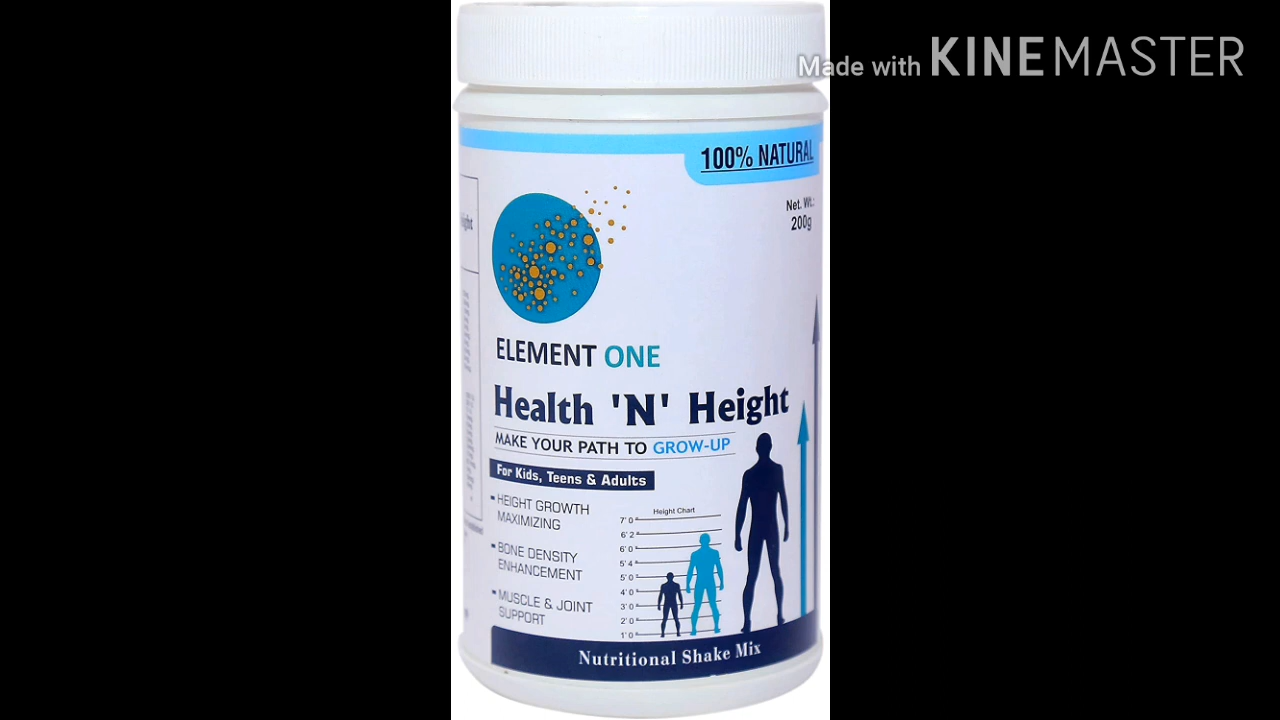 Made with KINEMASTER
100% NATURAL
Net. Wt.:
200g
ELEMENT ONE
Health 'N' Height
MAKE YOUR PATH TO GROW-UP
For Kids, Teens & Adults
▪HEIGHT GROWTH
MAXIMIZING
▪BONE DENSITY
ENHANCEMENT
▪MUSCLE & JOINT
SUPPORT
Height Chart
7' 0"
6' 2"
6' 0"
5' 4"
5' 0"
4' 0"
3' 0"
2' 0"
1' 0"
Nutritional Shake Mix